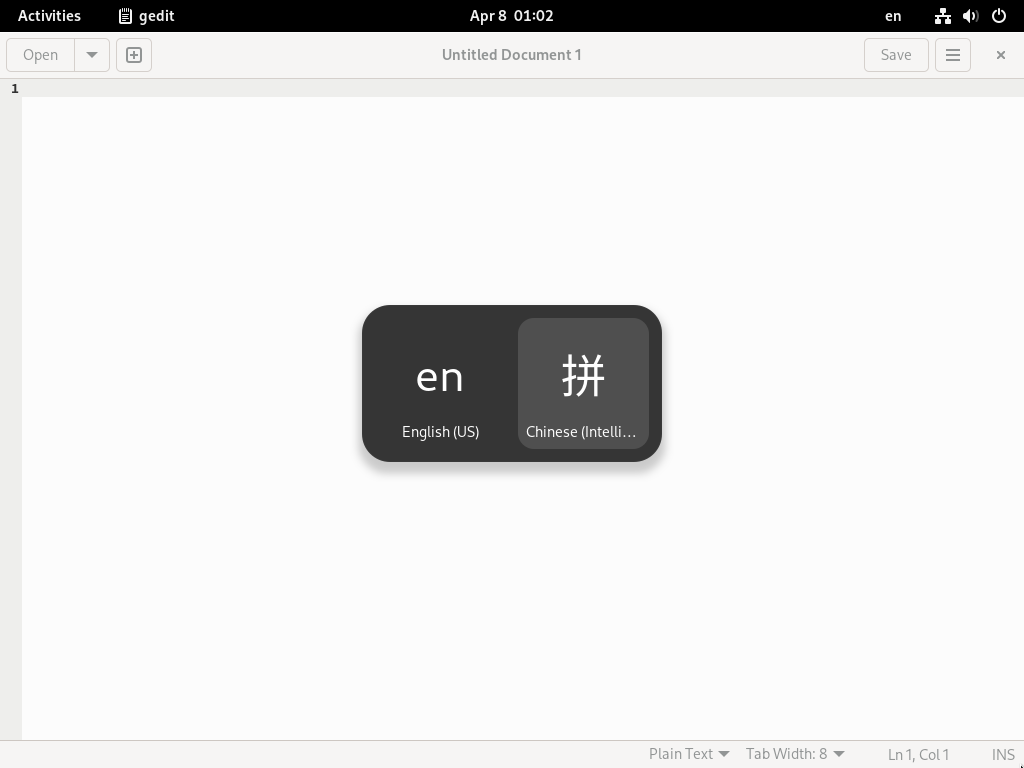 Activities gedit Apr 8 01:02 en
Open Untitled Document 1 Save
1
en 拼
English (US) Chinese (Intelli...
Plain Text Tab Width: 8 Ln 1, Col 1 INS